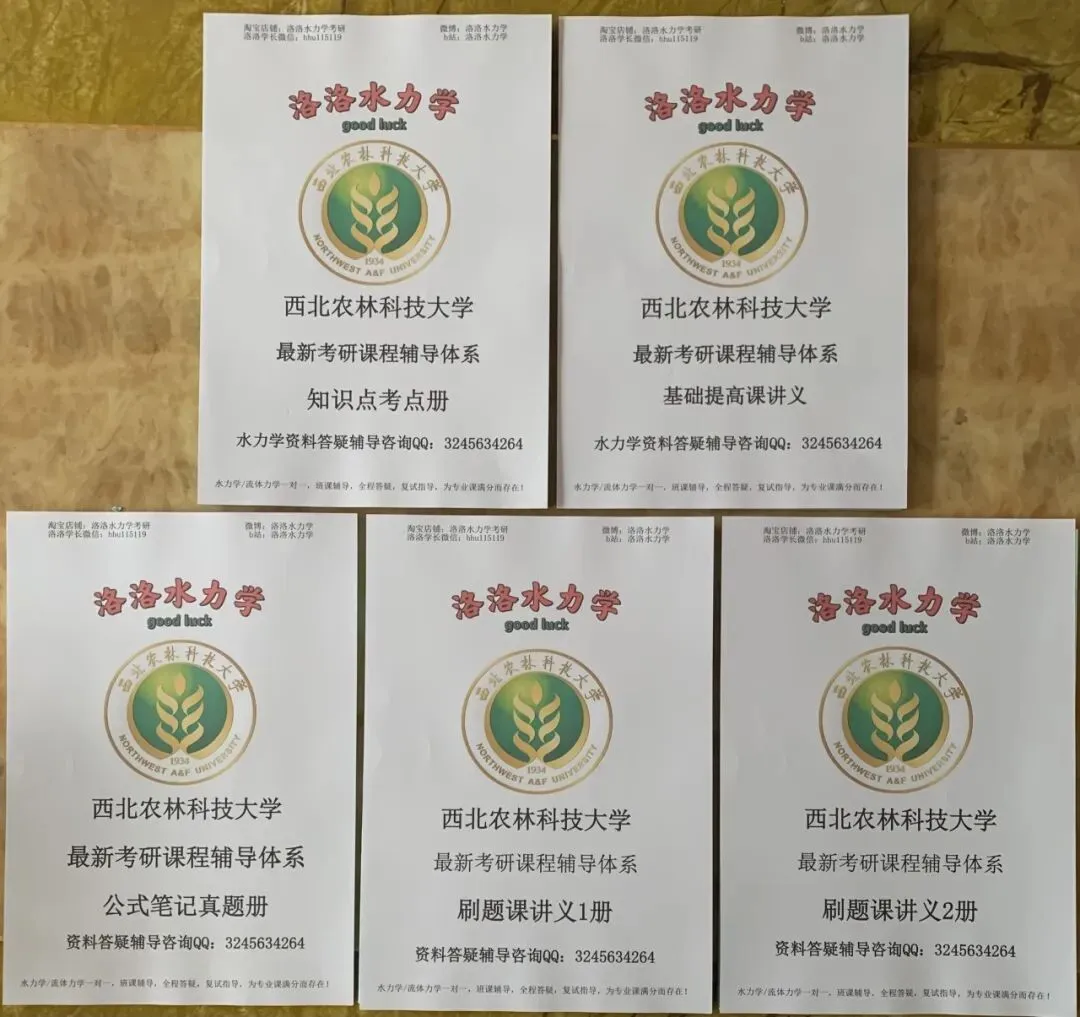 淘宝店铺：洛洛水力学考研
洛洛学长微信：hhu115119
微博：洛洛水力学
b站：洛洛水力学
洛洛水力学
good luck
西北农林科技大学
NORTHWEST A&F UNIVERSITY
1934
西北农林科技大学
最新考研课程辅导体系
知识点考点册
水力学资料答疑辅导咨询QQ：3245634264
水力学/流体力学一对一，班课辅导，全程答疑，复试指导，为专业课满分而存在！
淘宝店铺：洛洛水力学考研
洛洛学长微信：hhu115119
微博：洛洛水力学
b站：洛洛水力学
洛洛水力学
good luck
西北农林科技大学
NORTHWEST A&F UNIVERSITY
1934
西北农林科技大学
最新考研课程辅导体系
基础提高课讲义
水力学资料答疑辅导咨询QQ：3245634264
水力学/流体力学一对一，班课辅导，全程答疑，复试指导，为专业课满分而存在！
淘宝店铺：洛洛水力学考研
洛洛学长微信：hhu115119
微博：洛洛水力学
b站：洛洛水力学
洛洛水力学
good luck
西北农林科技大学
NORTHWEST A&F UNIVERSITY
1934
西北农林科技大学
最新考研课程辅导体系
公式笔记真题册
资料答疑辅导咨询QQ：3245634264
水力学/流体力学一对一，班课辅导，全程答疑，复试指导，为专业课满分而存在！
淘宝店铺：洛洛水力学考研
洛洛学长微信：hhu115119
微博：洛洛水力学
b站：洛洛水力学
洛洛水力学
good luck
西北农林科技大学
NORTHWEST A&F UNIVERSITY
1934
西北农林科技大学
最新考研课程辅导体系
刷题课讲义1册
资料答疑辅导咨询QQ：3245634264
水力学/流体力学一对一，班课辅导，全程答疑，复试指导，为专业课满分而存在！
淘宝店铺：洛洛水力学考研
洛洛学长微信：hhu115119
微博：洛洛水力学
b站：洛洛水力学
洛洛水力学
good luck
西北农林科技大学
NORTHWEST A&F UNIVERSITY
1934
西北农林科技大学
最新考研课程辅导体系
刷题课讲义2册
资料答疑辅导咨询QQ：3245634264
水力学/流体力学一对一，班课辅导，全程答疑，复试指导，为专业课满分而存在！